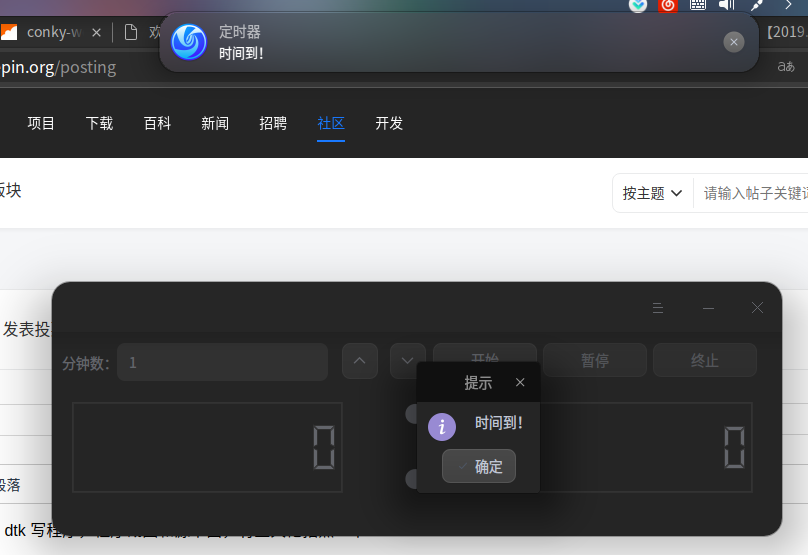 conky-w
定时器
时间到!
[2019.
pin.org/posting
aあ
项目 下载 百科 新闻 招聘 社区 开发
板块
按主题
请输入帖子关键词
发表投
分钟数: 1 开始 暂停 终止
提示
0 0
时间到!
确定
段落
dtk 写程序